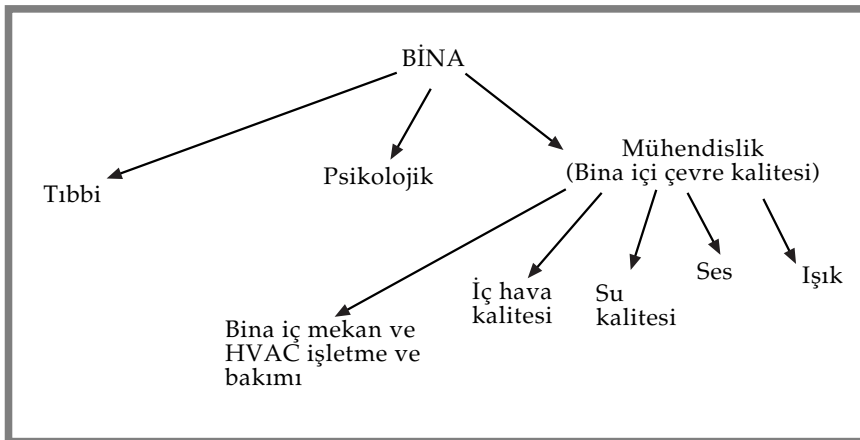 BİNA
Tıbbi
Psikolojik
Mühendislik
(Bina içi çevre kalitesi)
Bina iç mekan ve
HVAC işletme ve
bakımı
İç hava
kalitesi
Su
kalitesi
Ses
Işık